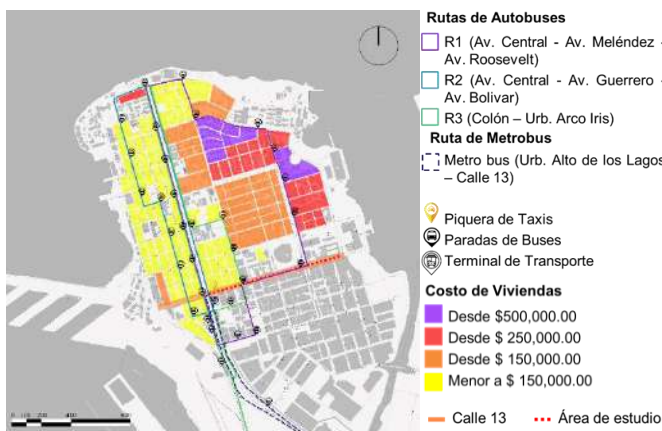 Rutas de Autobuses
R1 (Av. Central - Av. Meléndez -
Av. Roosevelt)
R2 (Av. Central - Av. Guerrero -
Av. Bolivar)
R3 (Colón – Urb. Arco Iris)
Ruta de Metrobus
Metro bus (Urb. Alto de los Lagos
– Calle 13)
Piquera de Taxis
Paradas de Buses
Terminal de Transporte
Costo de Viviendas
Desde $500,000.00
Desde $ 250,000.00
Desde $ 150,000.00
Menor a $ 150,000.00
Calle 13
Área de estudio